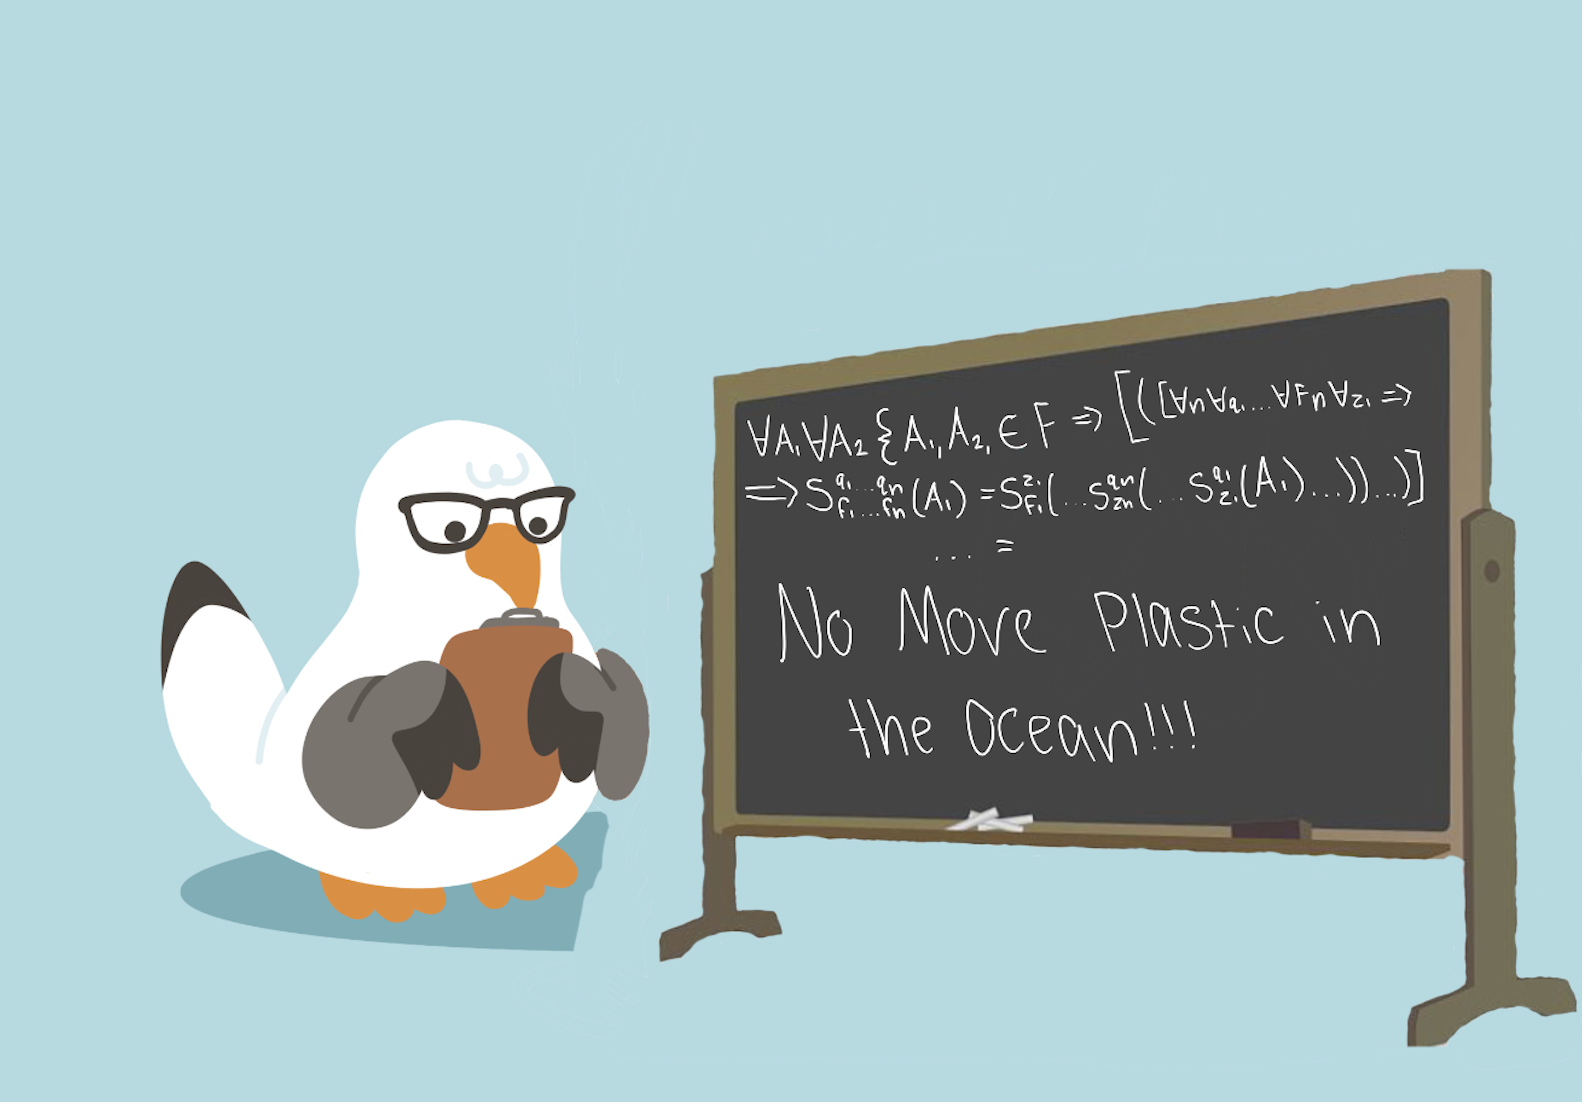 ∀A₁∀A₂{A₁,A₂,∈F⇒[([∀n∀q₁...∀Fn∀z₁⇒
⇒S^{q₁...qn}_{F₁...Fn}(A₁)=S^{z₁}_{F₁}(...S^{qn}_{zn}(...S^{q₁}_{z₁}(A₁)...))...)]
... =
No Move Plastic in
the Ocean!!!